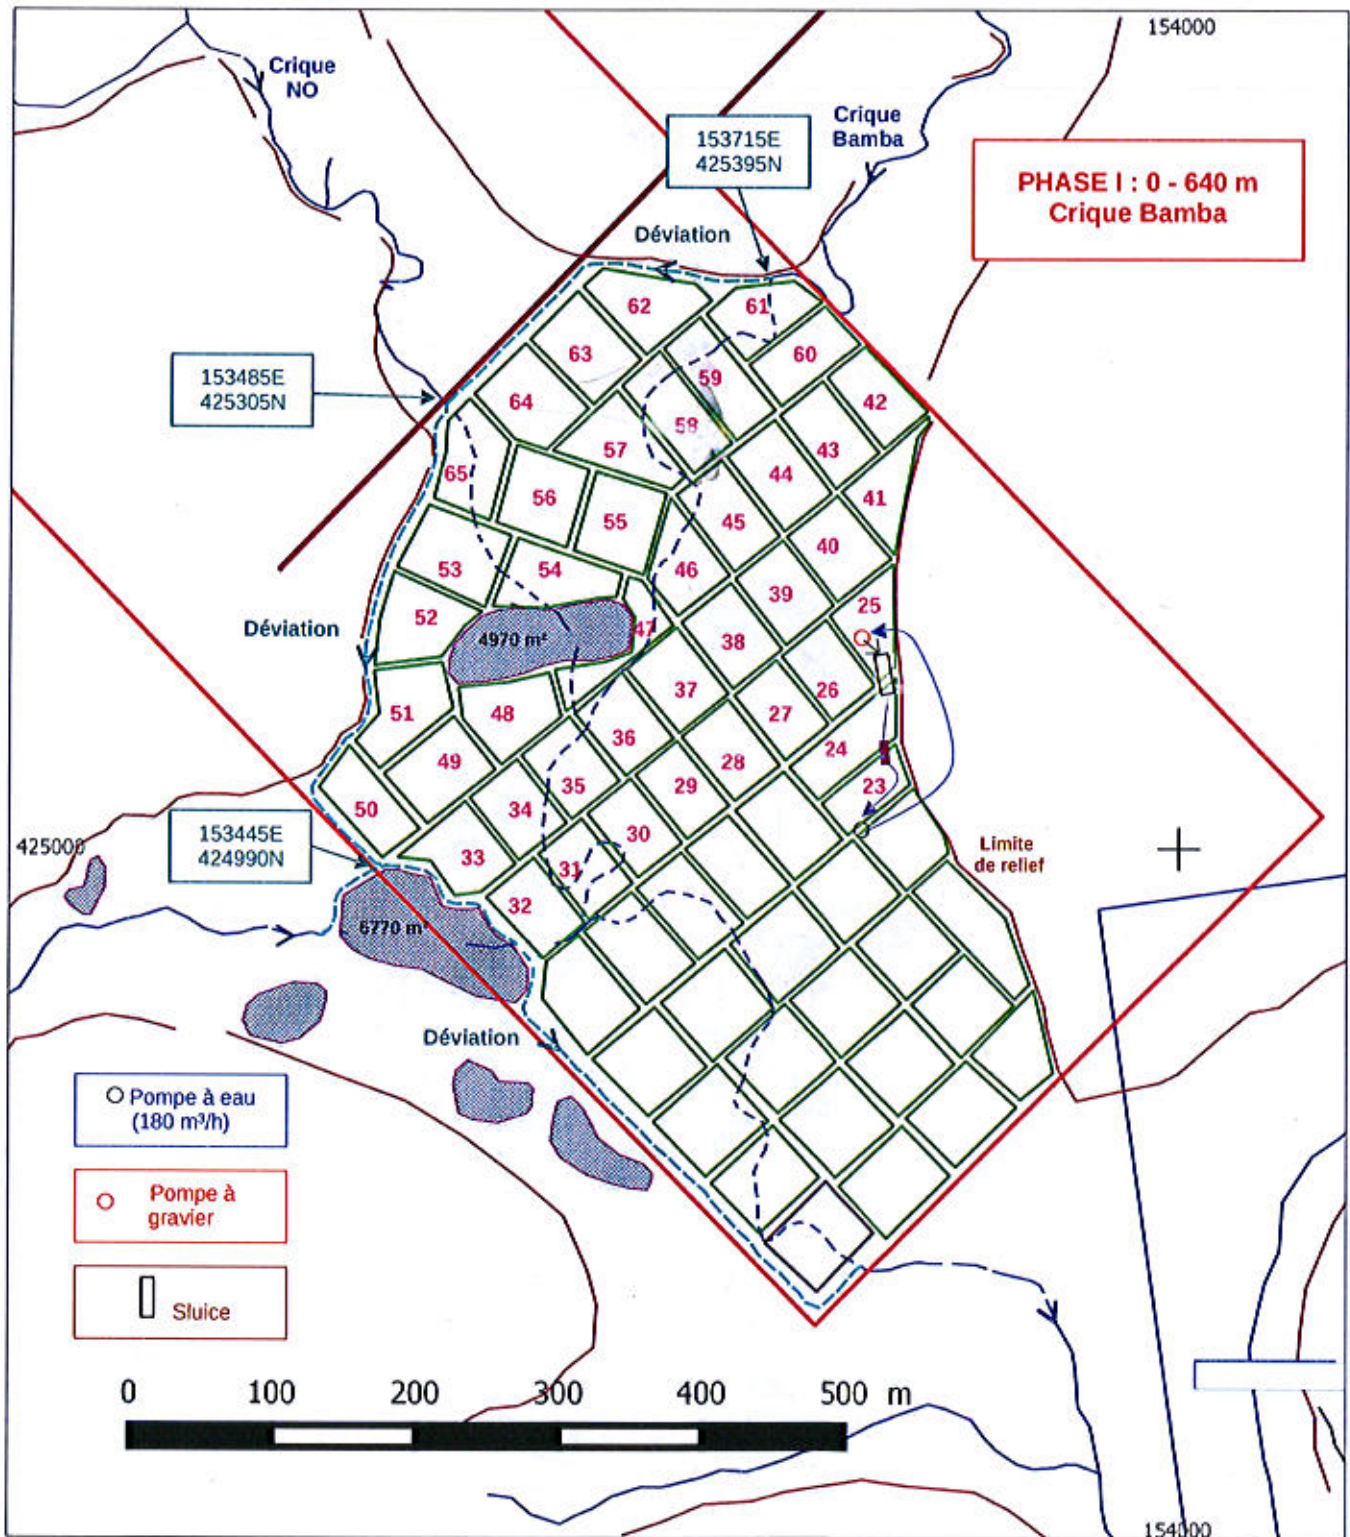 154000
Crique
NO
Crique
Bamba
153715E
425395N
PHASE I : 0 - 640 m
Crique Bamba
Déviation
62
61
63
60
59
153485E
425305N
64
42
58
57
43
65
44
56
41
55
45
40
53
54
46
39
25
52
Déviation
47
4970 m²
38
37
26
51
48
27
36
24
49
28
35
29
23
50
34
30
153445E
424990N
425000
33
31
Limite
de relief
32
6770 m²
Déviation
Pompe à eau
(180 m³/h)
Pompe à
gravier
Sluice
0 100 200 300 400 500 m
154000